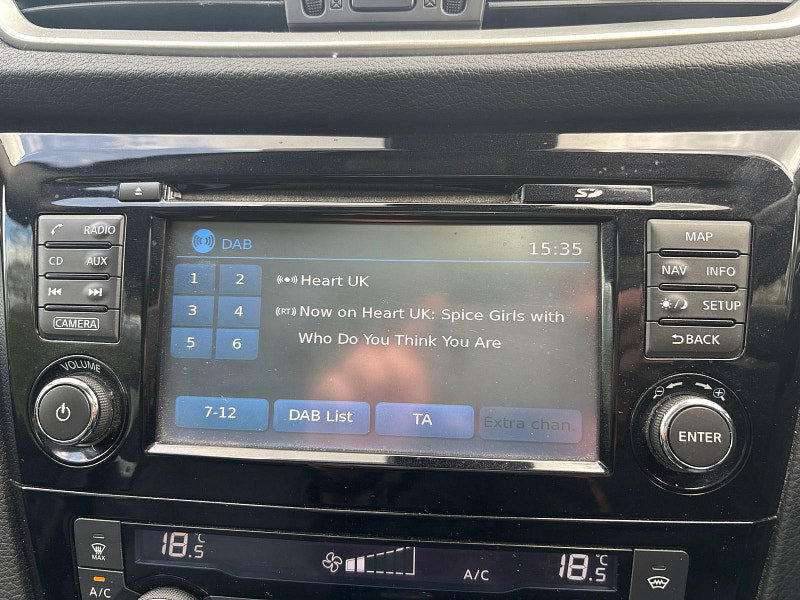 SD
RADIO
CD AUX
CAMERA
VOLUME
DAB 15:35
1 2
3 4
5 6
Heart UK
(RT) Now on Heart UK: Spice Girls with
Who Do You Think You Are
7-12 DAB List TA Extra chan.
MAP
NAV INFO
SETUP
BACK
ENTER
MAX
A/C
18.5 °C
A/C
18.5 °C